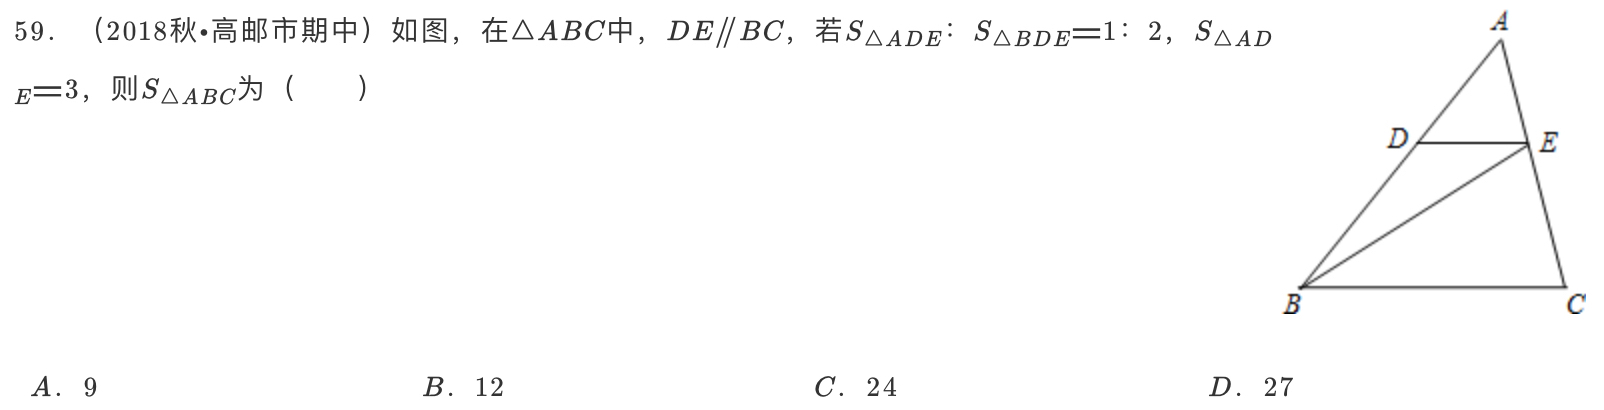 59. （2018秋•高邮市期中）如图，在△ABC中，DE∥BC，若S△ADE：S△BDE=1：2，S△AD
E=3，则S△ABC为（　　）
A
D
E
B
C
A. 9
B. 12
C. 24
D. 27